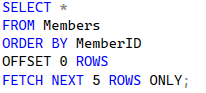 SELECT *
FROM Members
ORDER BY MemberID
OFFSET 0 ROWS
FETCH NEXT 5 ROWS ONLY;